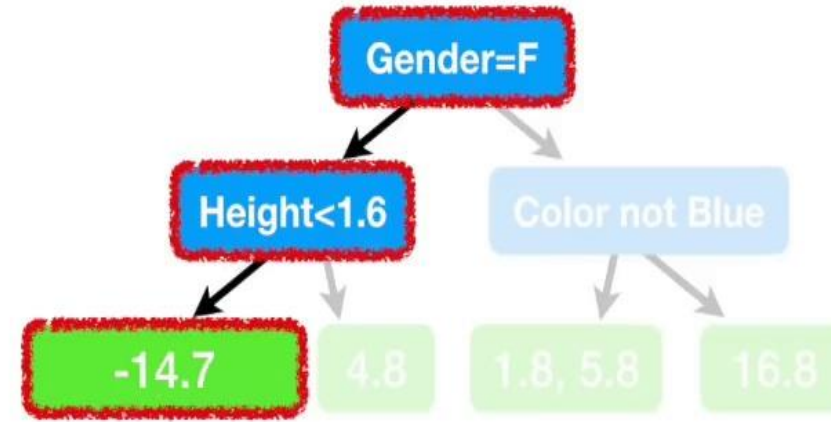 Gender=F
Height<1.6
Color not Blue
-14.7
4.8
1.8, 5.8
16.8